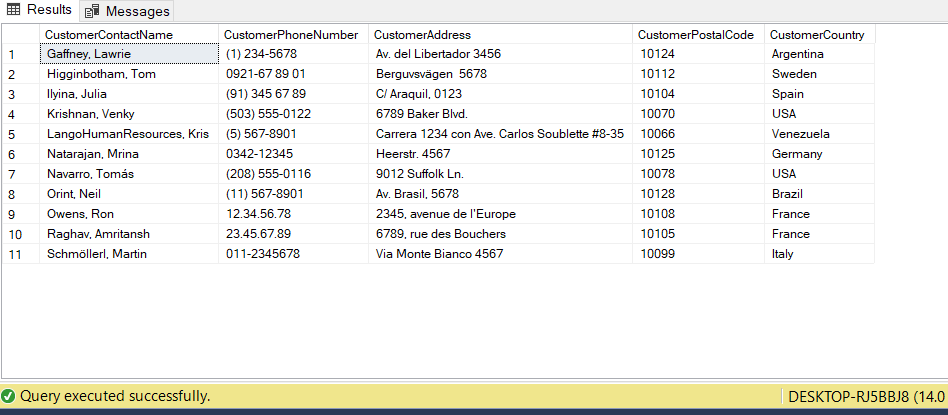 Results Messages
CustomerContactName CustomerPhoneNumber CustomerAddress CustomerPostalCode CustomerCountry
1 Gaffney, Lawrie (1) 234-5678 Av. del Libertador 3456 10124 Argentina
2 Higginbotham, Tom 0921-67 89 01 Berguvsvägen  5678 10112 Sweden
3 Ilyina, Julia (91) 345 67 89 C/ Araquil, 0123 10104 Spain
4 Krishnan, Venky (503) 555-0122 6789 Baker Blvd. 10070 USA
5 LangoHumanResources, Kris (5) 567-8901 Carrera 1234 con Ave. Carlos Soublette #8-35 10066 Venezuela
6 Natarajan, Mrina 0342-12345 Heerstr. 4567 10125 Germany
7 Navarro, Tomás (208) 555-0116 9012 Suffolk Ln. 10078 USA
8 Orint, Neil (11) 567-8901 Av. Brasil, 5678 10128 Brazil
9 Owens, Ron 12.34.56.78 2345, avenue de l'Europe 10108 France
10 Raghav, Amritansh 23.45.67.89 6789, rue des Bouchers 10105 France
11 Schmöllerl, Martin 011-2345678 Via Monte Bianco 4567 10099 Italy
Query executed successfully. DESKTOP-RJ5BBJ8 (14.0